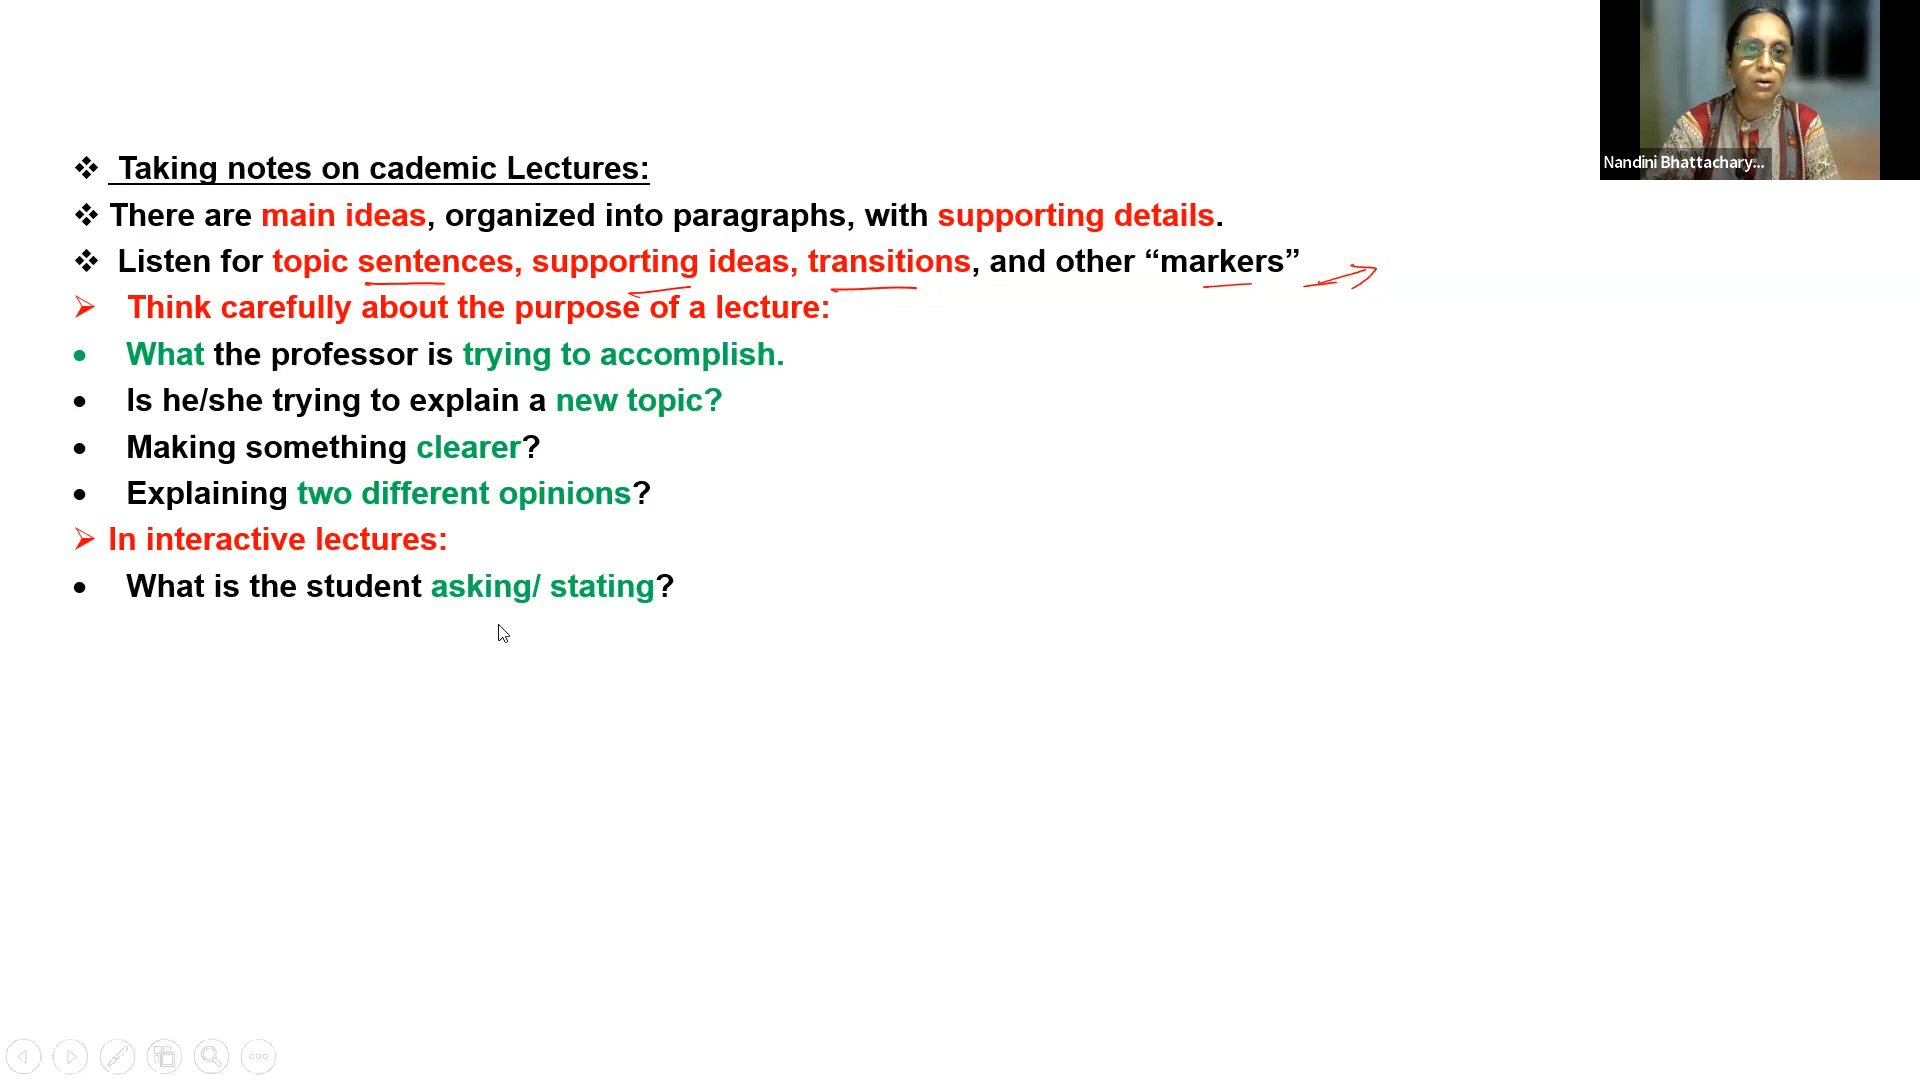 ❖ Taking notes on cademic Lectures:
❖ There are main ideas, organized into paragraphs, with supporting details.
❖ Listen for topic sentences, supporting ideas, transitions, and other “markers”
➢ Think carefully about the purpose of a lecture:
• What the professor is trying to accomplish.
• Is he/she trying to explain a new topic?
• Making something clearer?
• Explaining two different opinions?
➢ In interactive lectures:
• What is the student asking/ stating?
Nandini Bhattachary...